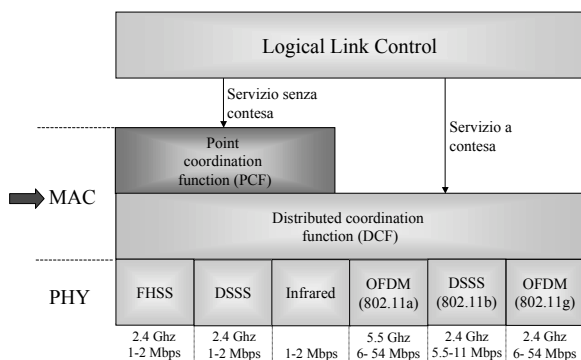 Logical Link Control
Servizio senza
contesa
Servizio a
contesa
Point
coordination
function (PCF)
MAC
Distributed coordination
function (DCF)
PHY
FHSS
DSSS
Infrared
OFDM
(802.11a)
DSSS
(802.11b)
OFDM
(802.11g)
2.4 Ghz
1-2 Mbps
2.4 Ghz
1-2 Mbps
1-2 Mbps
5.5 Ghz
6- 54 Mbps
2.4 Ghz
5.5-11 Mbps
2.4 Ghz
6- 54 Mbps